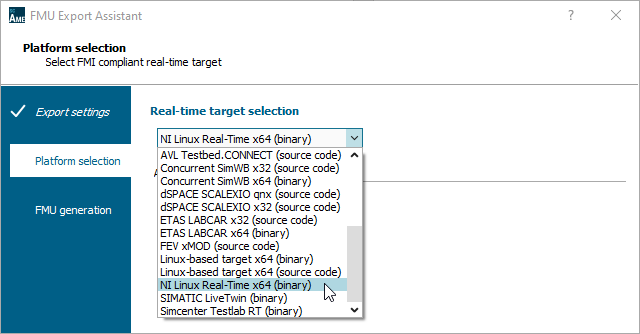 AME
FMU Export Assistant
?
Platform selection
Select FMI compliant real-time target
Export settings
Platform selection
FMU generation
Real-time target selection
NI Linux Real-Time x64 (binary)
AVL Testbed.CONNECT (source code)
Concurrent SimWB x32 (source code)
Concurrent SimWB x64 (binary)
dSPACE SCALEXIO qnx (source code)
dSPACE SCALEXIO x32 (source code)
ETAS LABCAR x32 (source code)
ETAS LABCAR x64 (binary)
FEV xMOD (source code)
Linux-based target x64 (binary)
Linux-based target x64 (source code)
NI Linux Real-Time x64 (binary)
SIMATIC LiveTwin (binary)
Simcenter Testlab RT (binary)